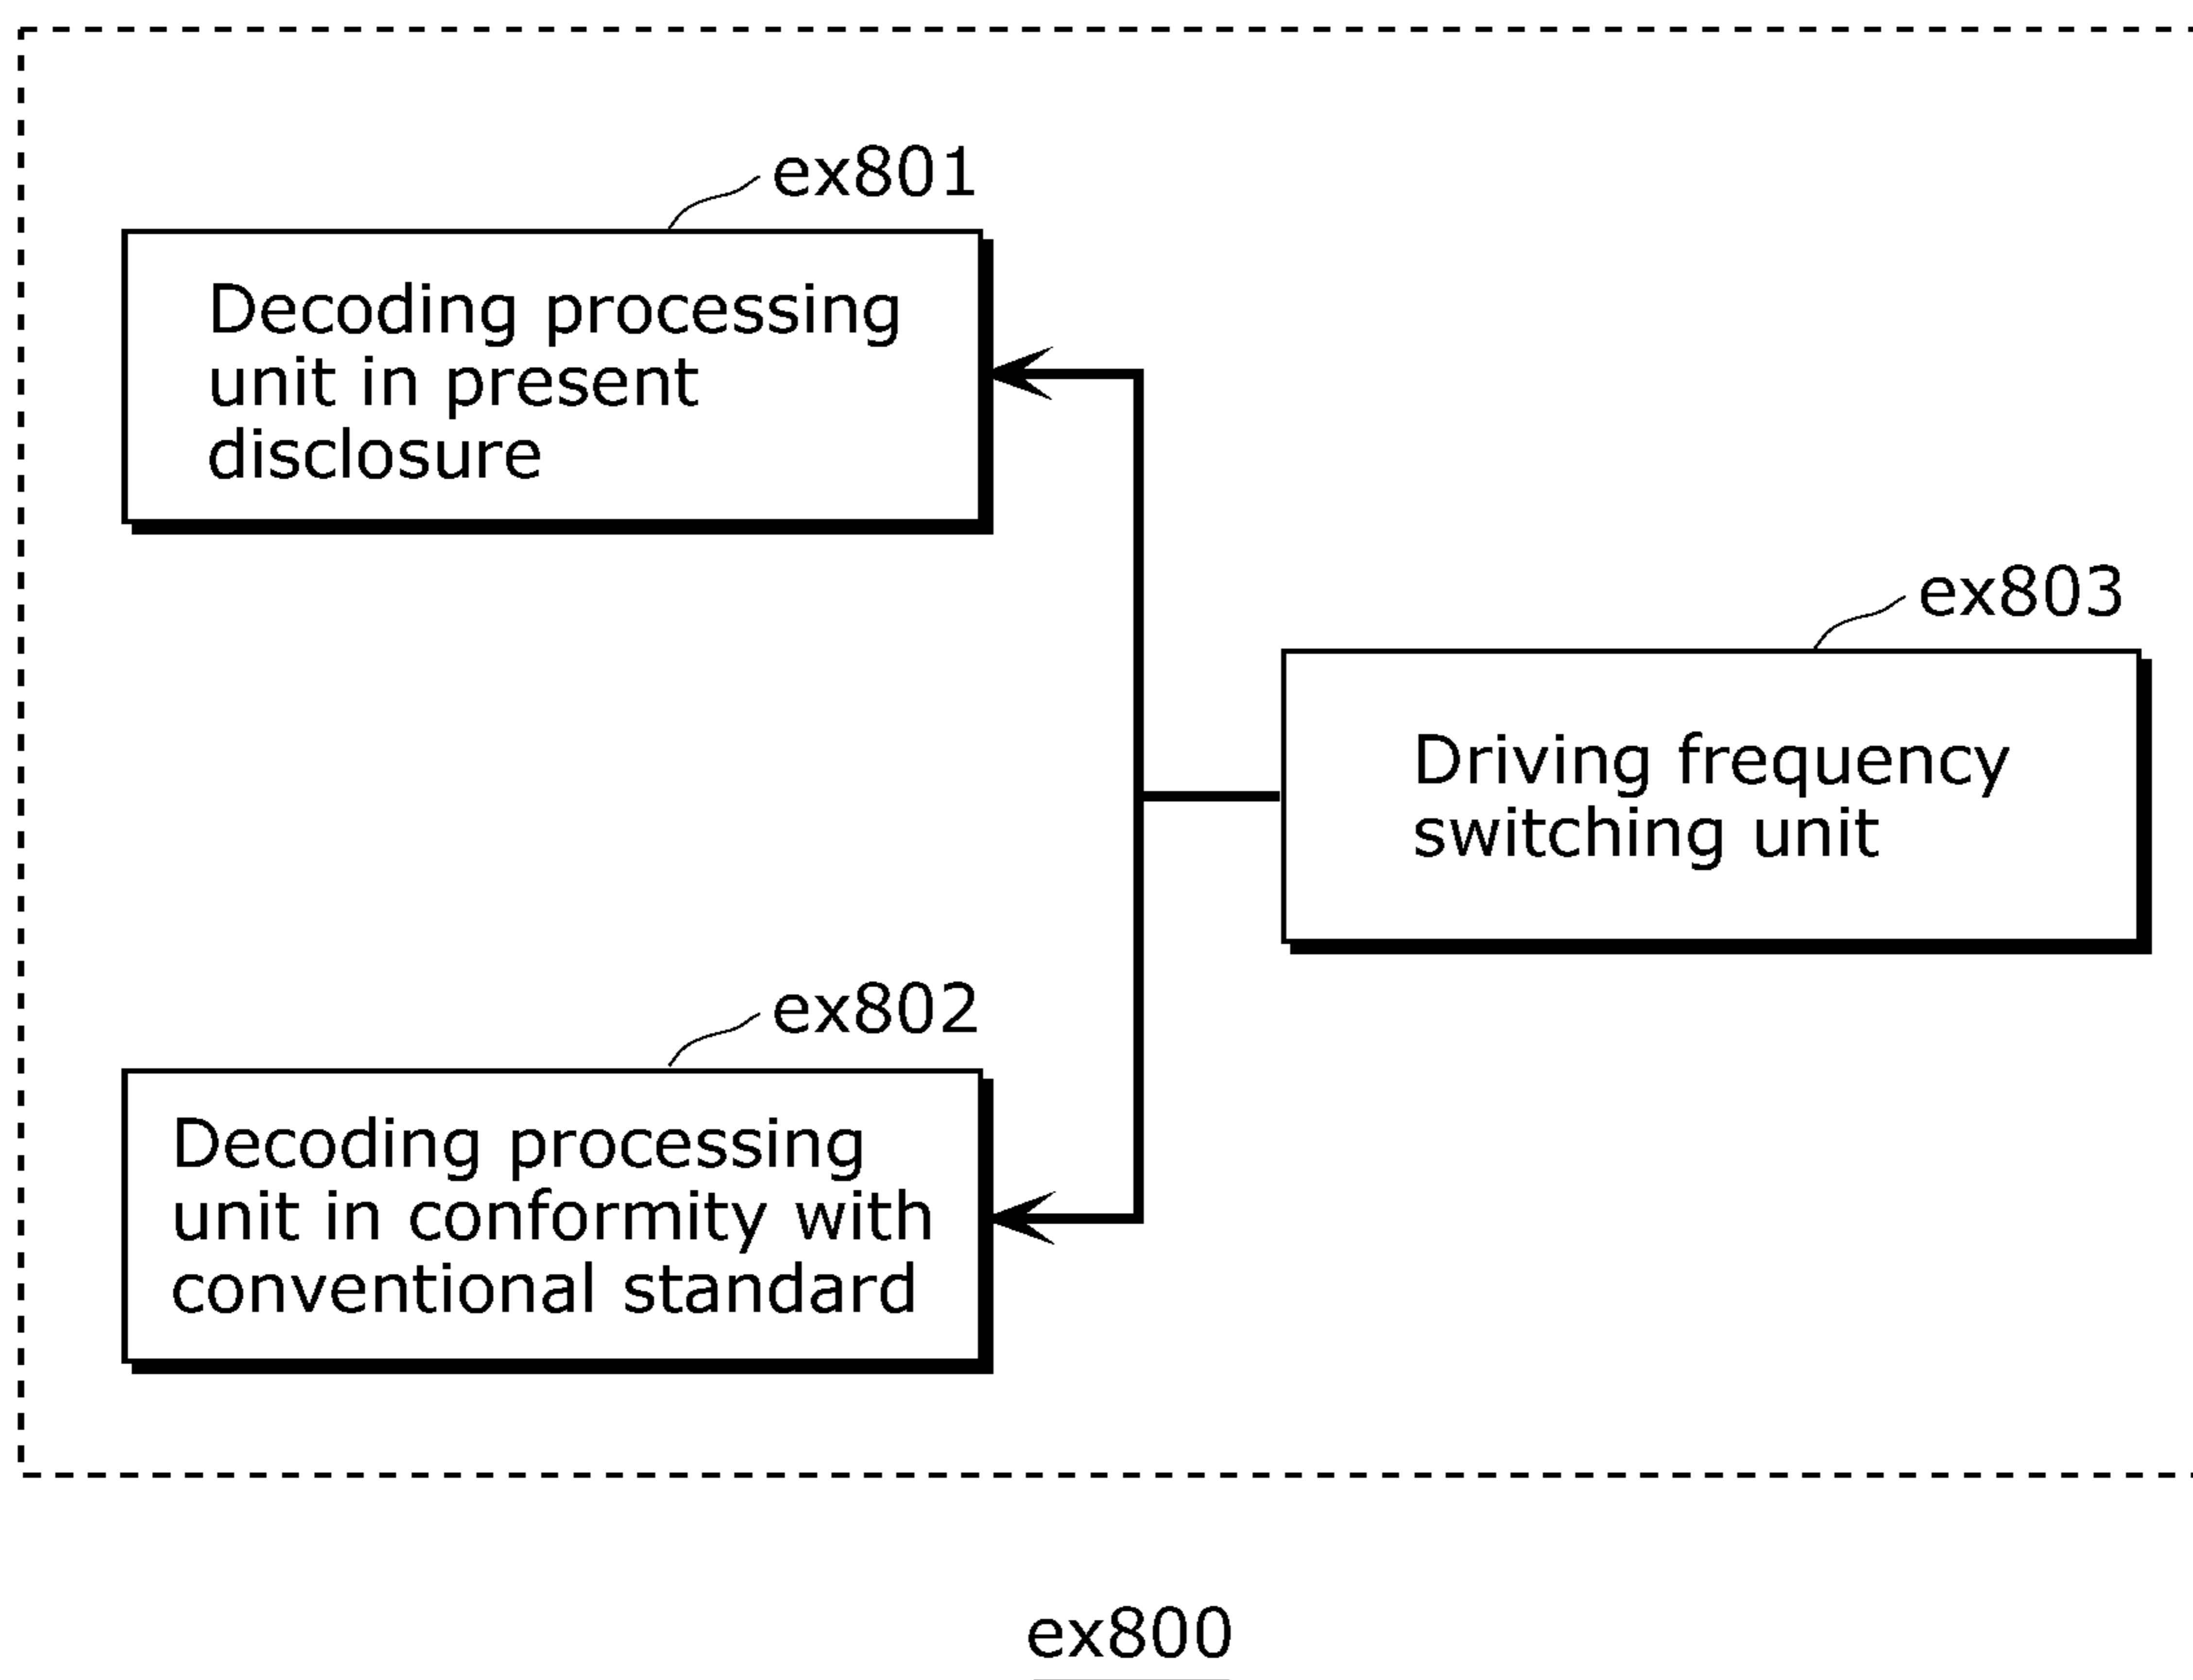 ex801
Decoding processing
unit in present
disclosure
ex803
Driving frequency
switching unit
ex802
Decoding processing
unit in conformity with
conventional standard
ex800